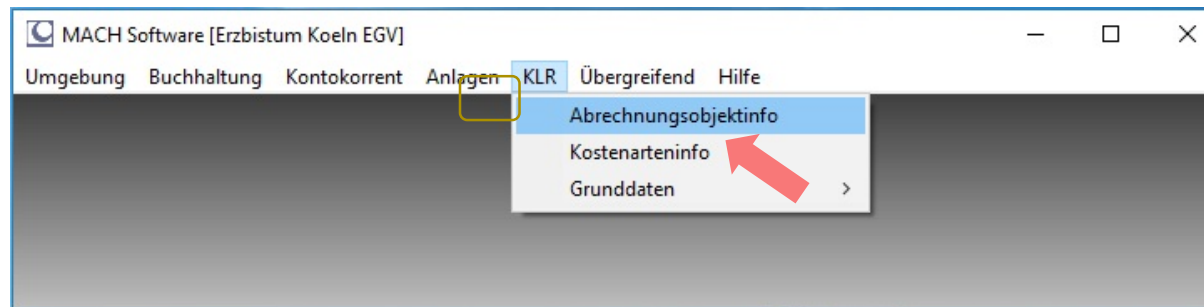 MACH Software [Erzbistum Koeln EGV]
Umgebung Buchhaltung Kontokorrent Anlagen KLR Übergreifend Hilfe
Abrechnungsobjektinfo
Kostenarteninfo
Grunddaten